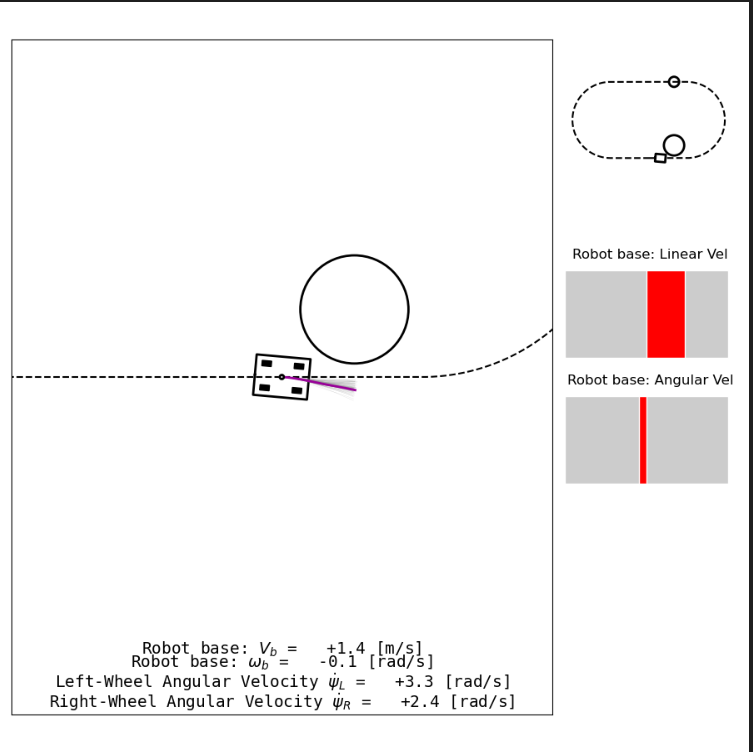 Robot base: Linear Vel
Robot base: Angular Vel
Robot base: V_b = +1.4 [m/s]
Robot base: ω_b = -0.1 [rad/s]
Left-Wheel Angular Velocity ψ̇_L = +3.3 [rad/s]
Right-Wheel Angular Velocity ψ̇_R = +2.4 [rad/s]